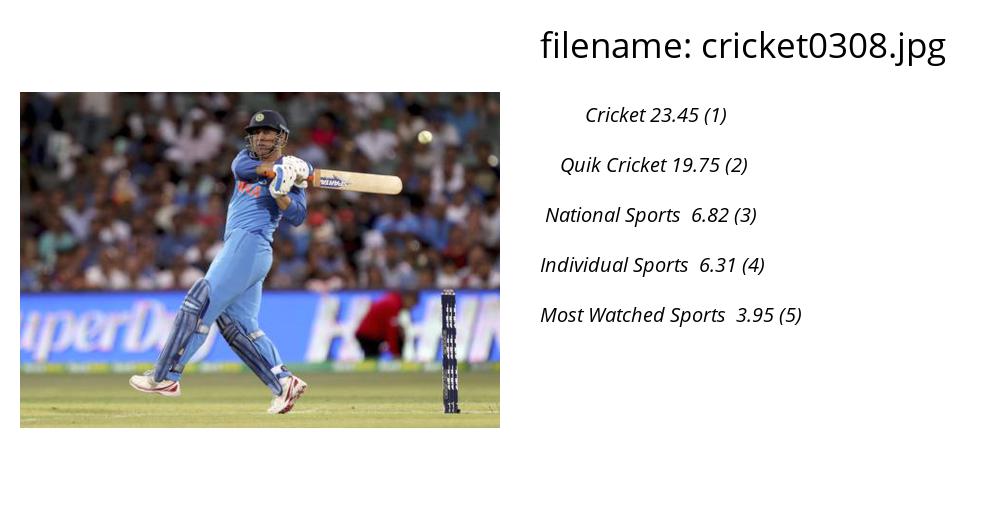 filename: cricket0308.jpg
Cricket 23.45 (1)
Quik Cricket 19.75 (2)
National Sports 6.82 (3)
Individual Sports 6.31 (4)
Most Watched Sports 3.95 (5)